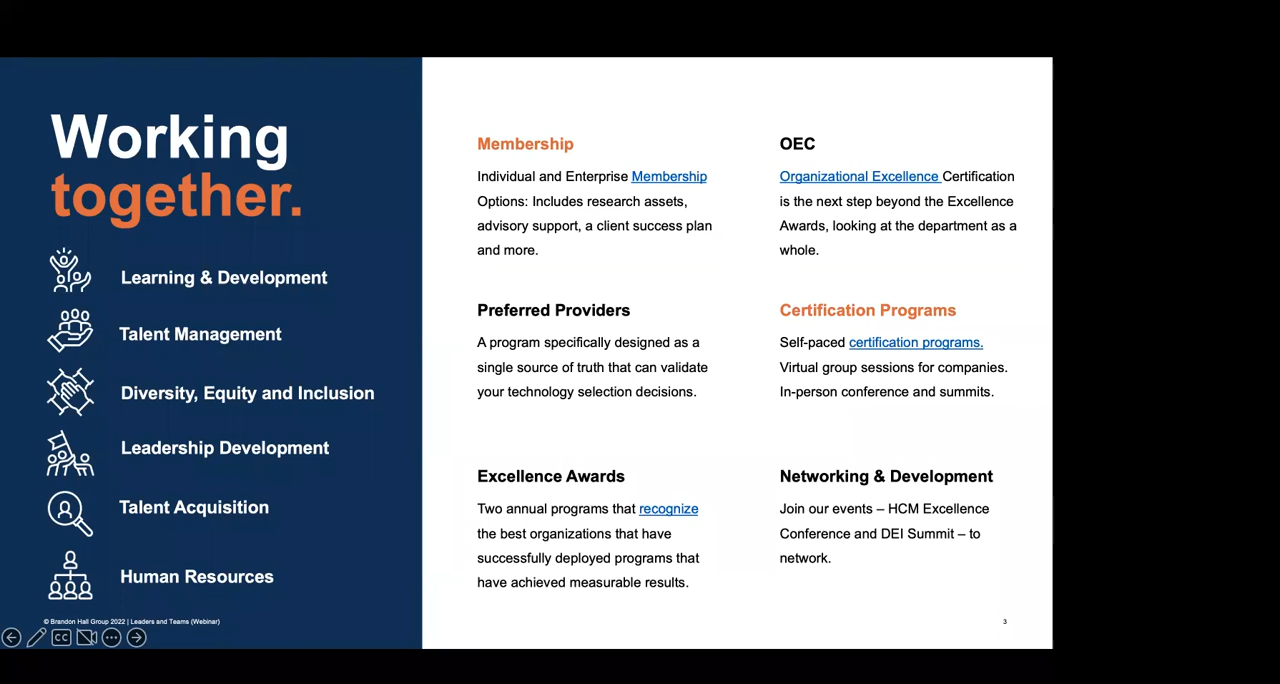 Working
together.
Learning & Development
Talent Management
Diversity, Equity and Inclusion
Leadership Development
Talent Acquisition
Human Resources
© Brandon Hall Group 2022 | Leaders and Teams (Webinar)
CC
Membership
Individual and Enterprise Membership
Options: Includes research assets,
advisory support, a client success plan
and more.
OEC
Organizational Excellence Certification
is the next step beyond the Excellence
Awards, looking at the department as a
whole.
Preferred Providers
A program specifically designed as a
single source of truth that can validate
your technology selection decisions.
Certification Programs
Self-paced certification programs.
Virtual group sessions for companies.
In-person conference and summits.
Excellence Awards
Two annual programs that recognize
the best organizations that have
successfully deployed programs that
have achieved measurable results.
Networking & Development
Join our events – HCM Excellence
Conference and DEI Summit – to
network.
3